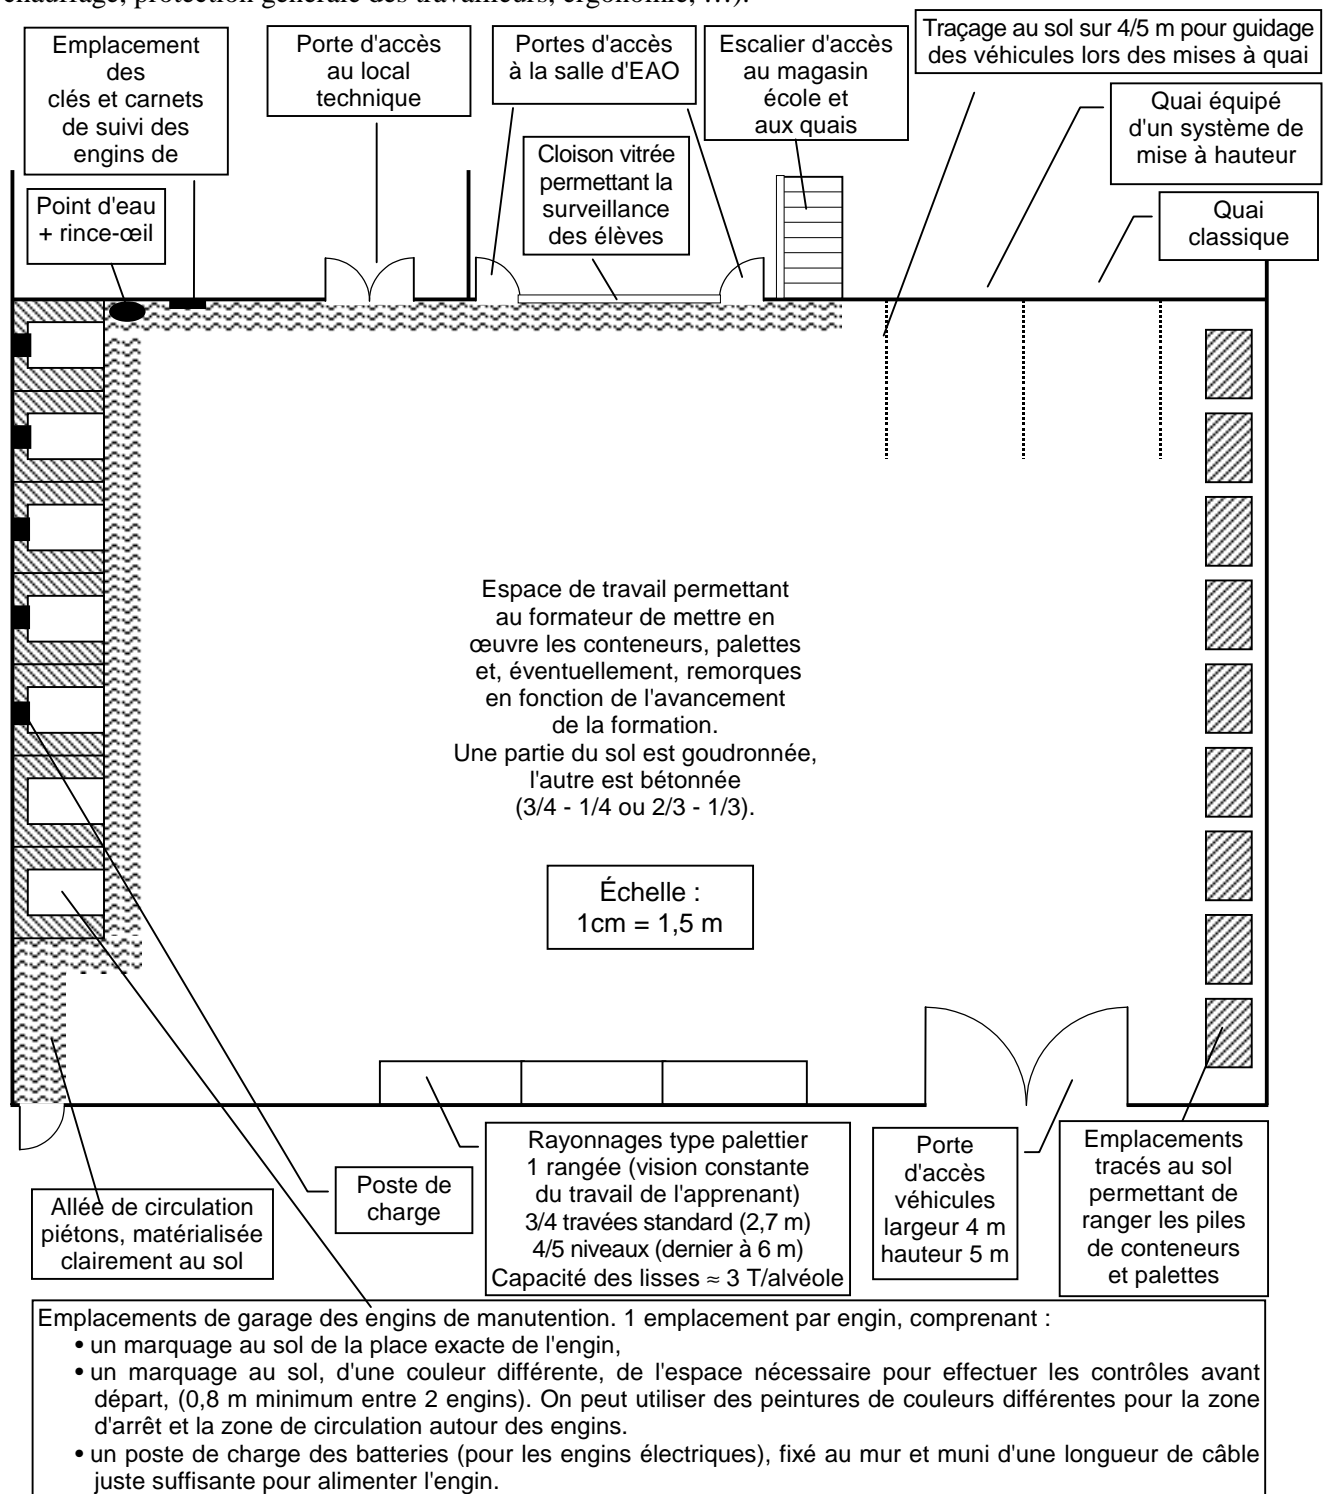 chauffage, protection générale des travailleurs, ergonomie, …).
Emplacement
des
clés et carnets
de suivi des
engins de
Porte d'accès
au local
technique
Portes d'accès
à la salle d'EAO
Escalier d'accès
au magasin
école et
aux quais
Traçage au sol sur 4/5 m pour guidage
des véhicules lors des mises à quai
Quai équipé
d'un système de
mise à hauteur
Cloison vitrée
permettant la
surveillance
des élèves
Point d'eau
+ rince-œil
Quai
classique
Espace de travail permettant
au formateur de mettre en
œuvre les conteneurs, palettes
et, éventuellement, remorques
en fonction de l'avancement
de la formation.
Une partie du sol est goudronnée,
l'autre est bétonnée
(3/4 - 1/4 ou 2/3 - 1/3).
Échelle :
1cm = 1,5 m
Allée de circulation
piétons, matérialisée
clairement au sol
Poste de
charge
Rayonnages type palettier
1 rangée (vision constante
du travail de l'apprenant)
3/4 travées standard (2,7 m)
4/5 niveaux (dernier à 6 m)
Capacité des lisses ≈ 3 T/alvéole
Porte
d'accès
véhicules
largeur 4 m
hauteur 5 m
Emplacements
tracés au sol
permettant de
ranger les piles
de conteneurs
et palettes
Emplacements de garage des engins de manutention. 1 emplacement par engin, comprenant :
• un marquage au sol de la place exacte de l'engin,
• un marquage au sol, d'une couleur différente, de l'espace nécessaire pour effectuer les contrôles avant
départ, (0,8 m minimum entre 2 engins). On peut utiliser des peintures de couleurs différentes pour la zone
d'arrêt et la zone de circulation autour des engins.
• un poste de charge des batteries (pour les engins électriques), fixé au mur et muni d'une longueur de câble
juste suffisante pour alimenter l'engin.